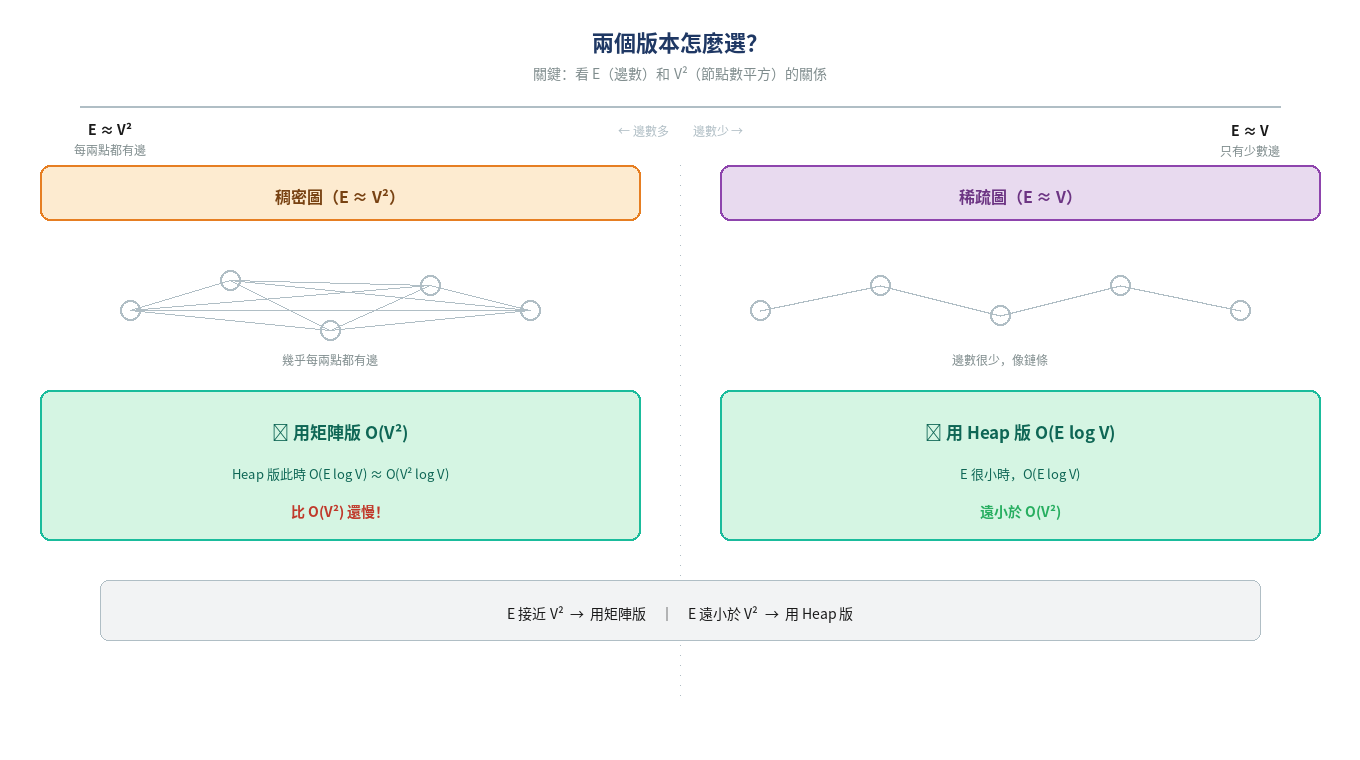 兩個版本怎麼選？
關鍵：看 E（邊數）和 V²（節點數平方）的關係
E ≈ V²
每兩點都有邊
← 邊數多
邊數少 →
E ≈ V
只有少數邊
稠密圖（E ≈ V²）
稀疏圖（E ≈ V）
幾乎每兩點都有邊
邊數很少，像鏈條
用矩陣版 O(V²)
Heap 版此時 O(E log V) ≈ O(V² log V)
比 O(V²) 還慢！
用 Heap 版 O(E log V)
E 很小時，O(E log V)
遠小於 O(V²)
E 接近 V² → 用矩陣版 ｜ E 遠小於 V² → 用 Heap 版